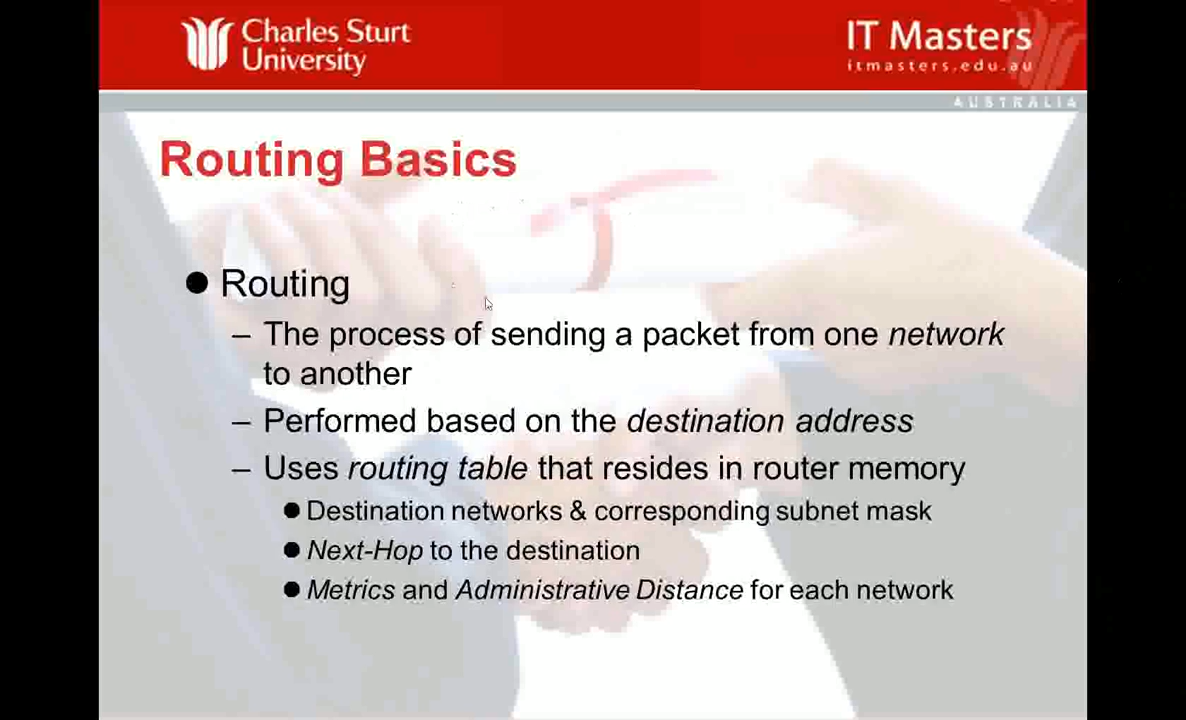 Charles Sturt
University
IT Masters
itmasters.edu.au
AUSTRALIA
Routing Basics
● Routing
– The process of sending a packet from one network
to another
– Performed based on the destination address
– Uses routing table that resides in router memory
● Destination networks & corresponding subnet mask
● Next-Hop to the destination
● Metrics and Administrative Distance for each network